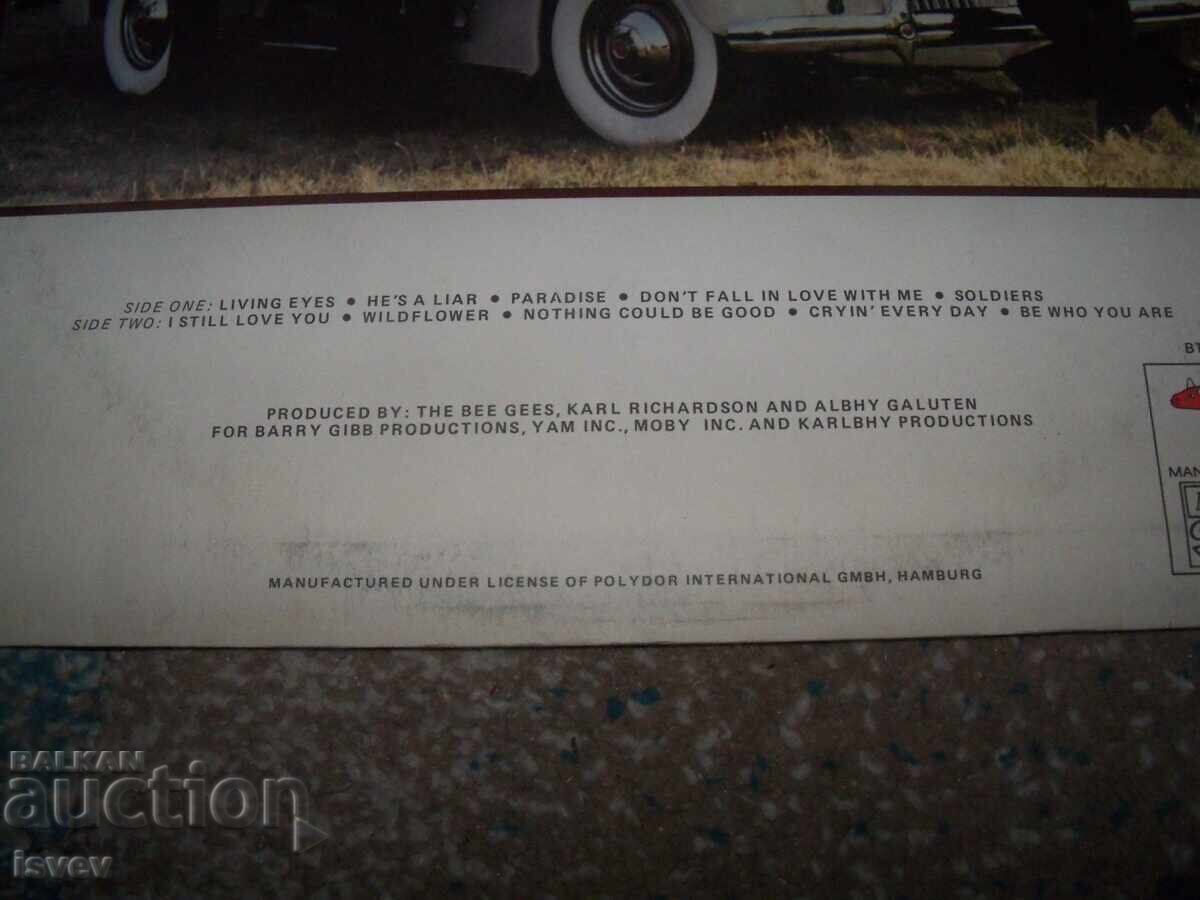 SIDE ONE: LIVING EYES ● HE'S A LIAR ● PARADISE ● DON'T FALL IN LOVE WITH ME ● SOLDIERS
SIDE TWO: I STILL LOVE YOU ● WILDFLOWER ● NOTHING COULD BE GOOD ● CRYIN' EVERY DAY ● BE WHO YOU ARE
PRODUCED BY: THE BEE GEES, KARL RICHARDSON AND ALBHY GALUTEN
FOR BARRY GIBB PRODUCTIONS, YAM INC., MOBY INC. AND KARLBHY PRODUCTIONS
MANUFACTURED UNDER LICENSE OF POLYDOR INTERNATIONAL GMBH, HAMBURG
BT
MAN
BALKAN
auction
isvev